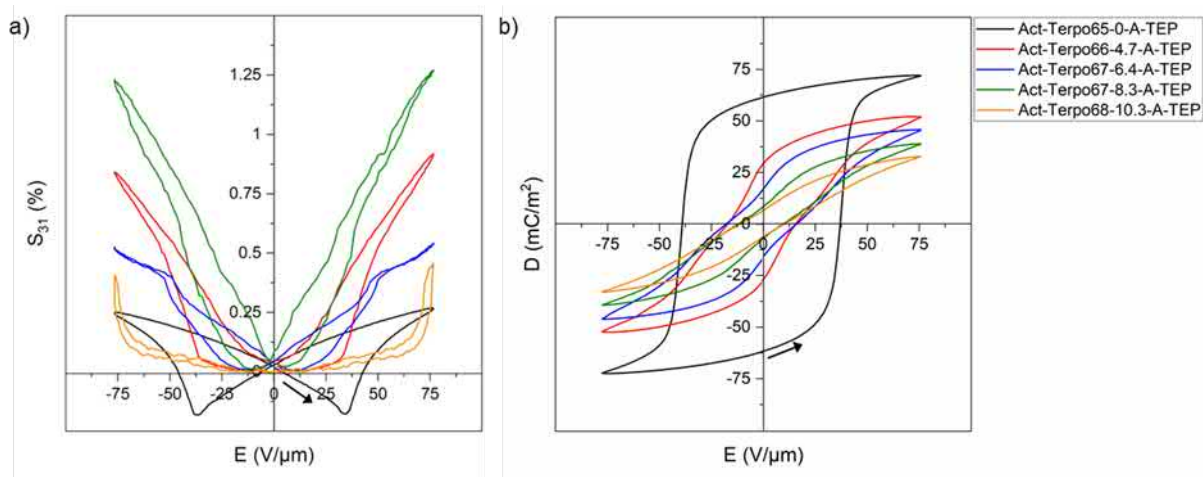 a)
1.25
1
0.75
0.5
0.25
-75 -50 -25 0 25 50 75
S31 (%)
E (V/µm)
b)
75
50
25
0
-25
-50
-75
-75 -50 -25 0 25 50 75
D (mC/m²)
E (V/µm)
Act-Terpo65-0-A-TEP
Act-Terpo66-4.7-A-TEP
Act-Terpo67-6.4-A-TEP
Act-Terpo67-8.3-A-TEP
Act-Terpo68-10.3-A-TEP